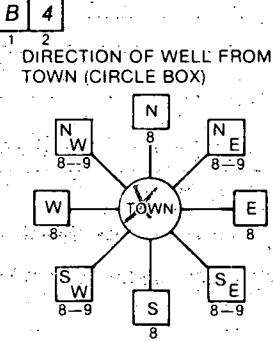 B 4
1 2
DIRECTION OF WELL FROM
TOWN (CIRCLE BOX)
N
8
N W
8—9
N E
8—9
W
8
TOWN
E
8
S W
8—9
S E
8—9
S
8